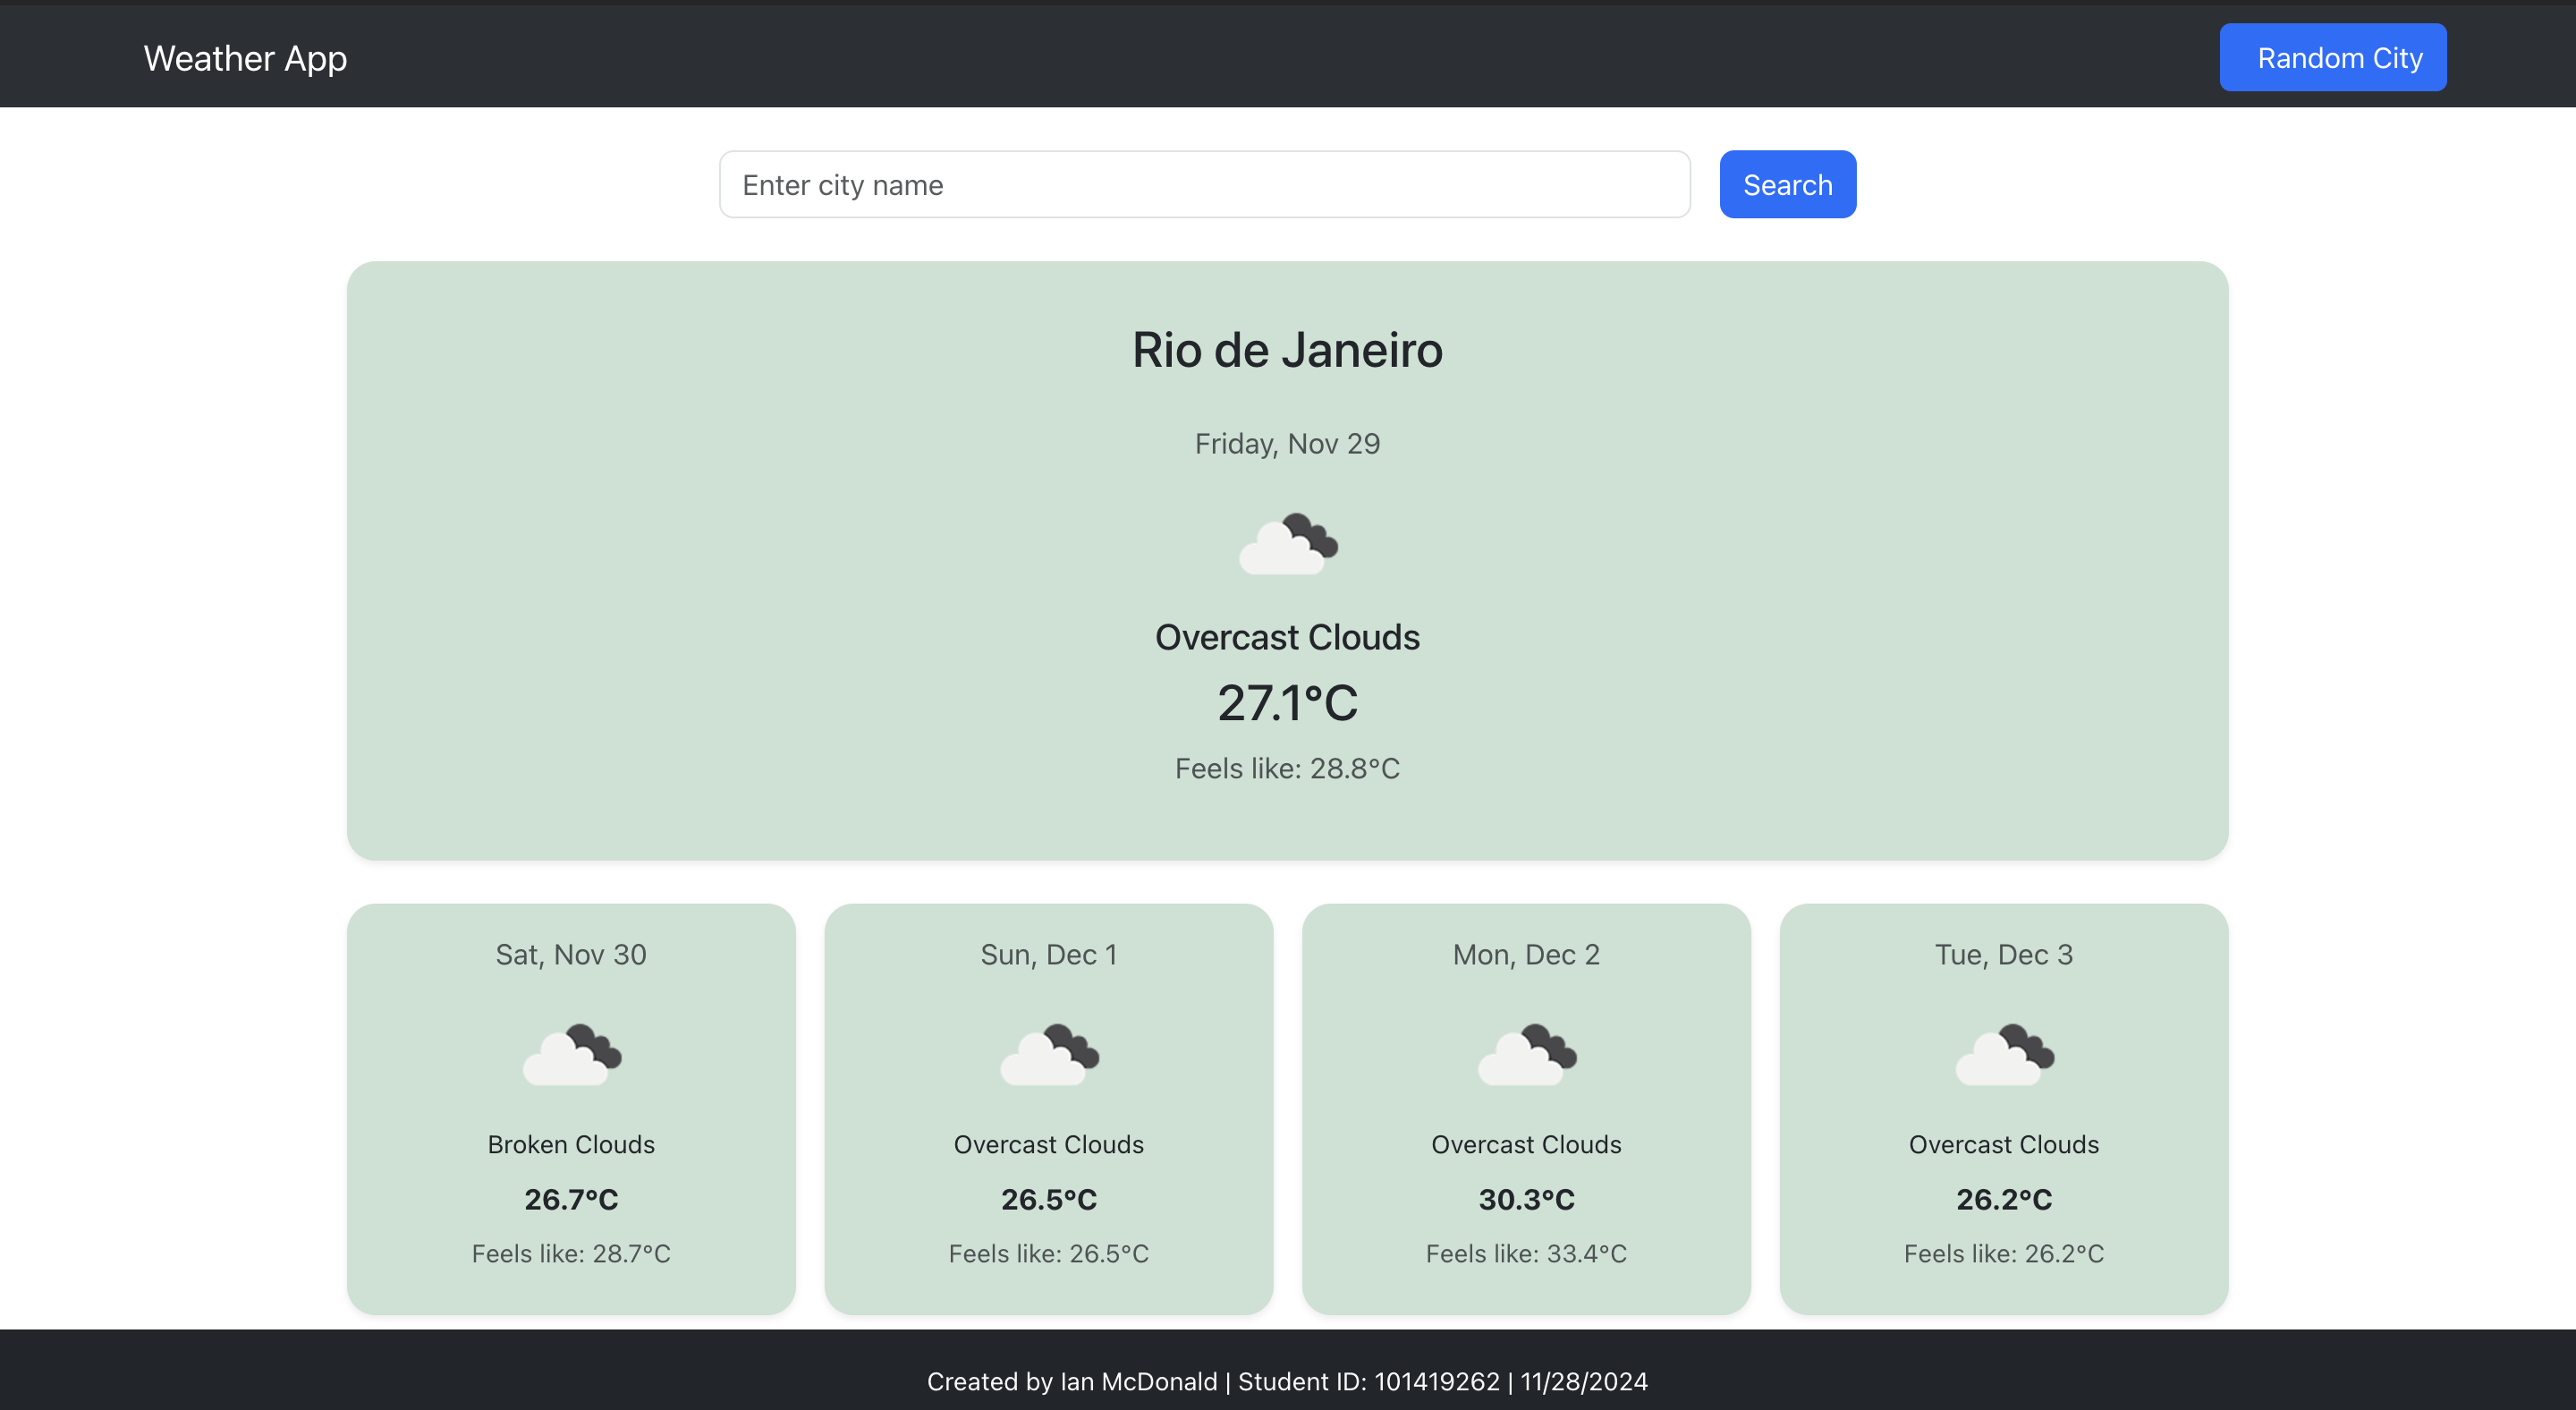 Weather App
Random City
Enter city name
Search
Rio de Janeiro
Friday, Nov 29
Overcast Clouds
27.1°C
Feels like: 28.8°C
Sat, Nov 30
Broken Clouds
26.7°C
Feels like: 28.7°C
Sun, Dec 1
Overcast Clouds
26.5°C
Feels like: 26.5°C
Mon, Dec 2
Overcast Clouds
30.3°C
Feels like: 33.4°C
Tue, Dec 3
Overcast Clouds
26.2°C
Feels like: 26.2°C
Created by Ian McDonald | Student ID: 101419262 | 11/28/2024